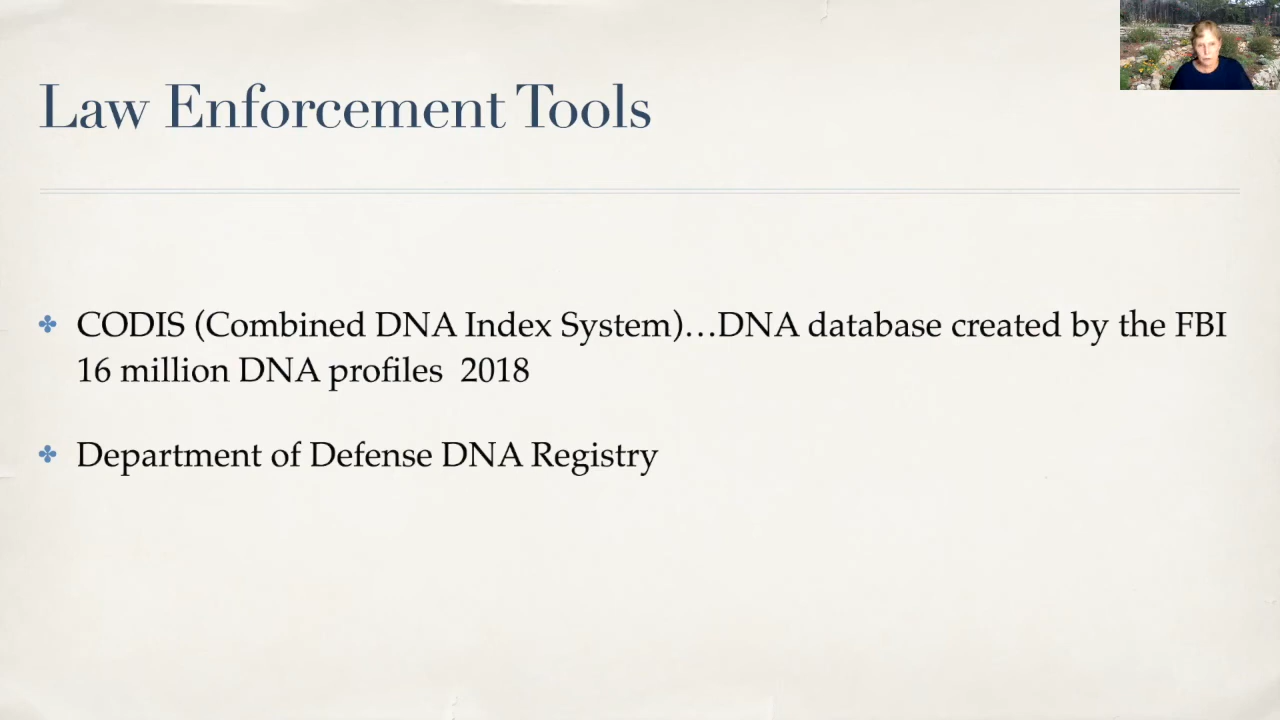 Law Enforcement Tools
CODIS (Combined DNA Index System)…DNA database created by the FBI
16 million DNA profiles  2018
Department of Defense DNA Registry